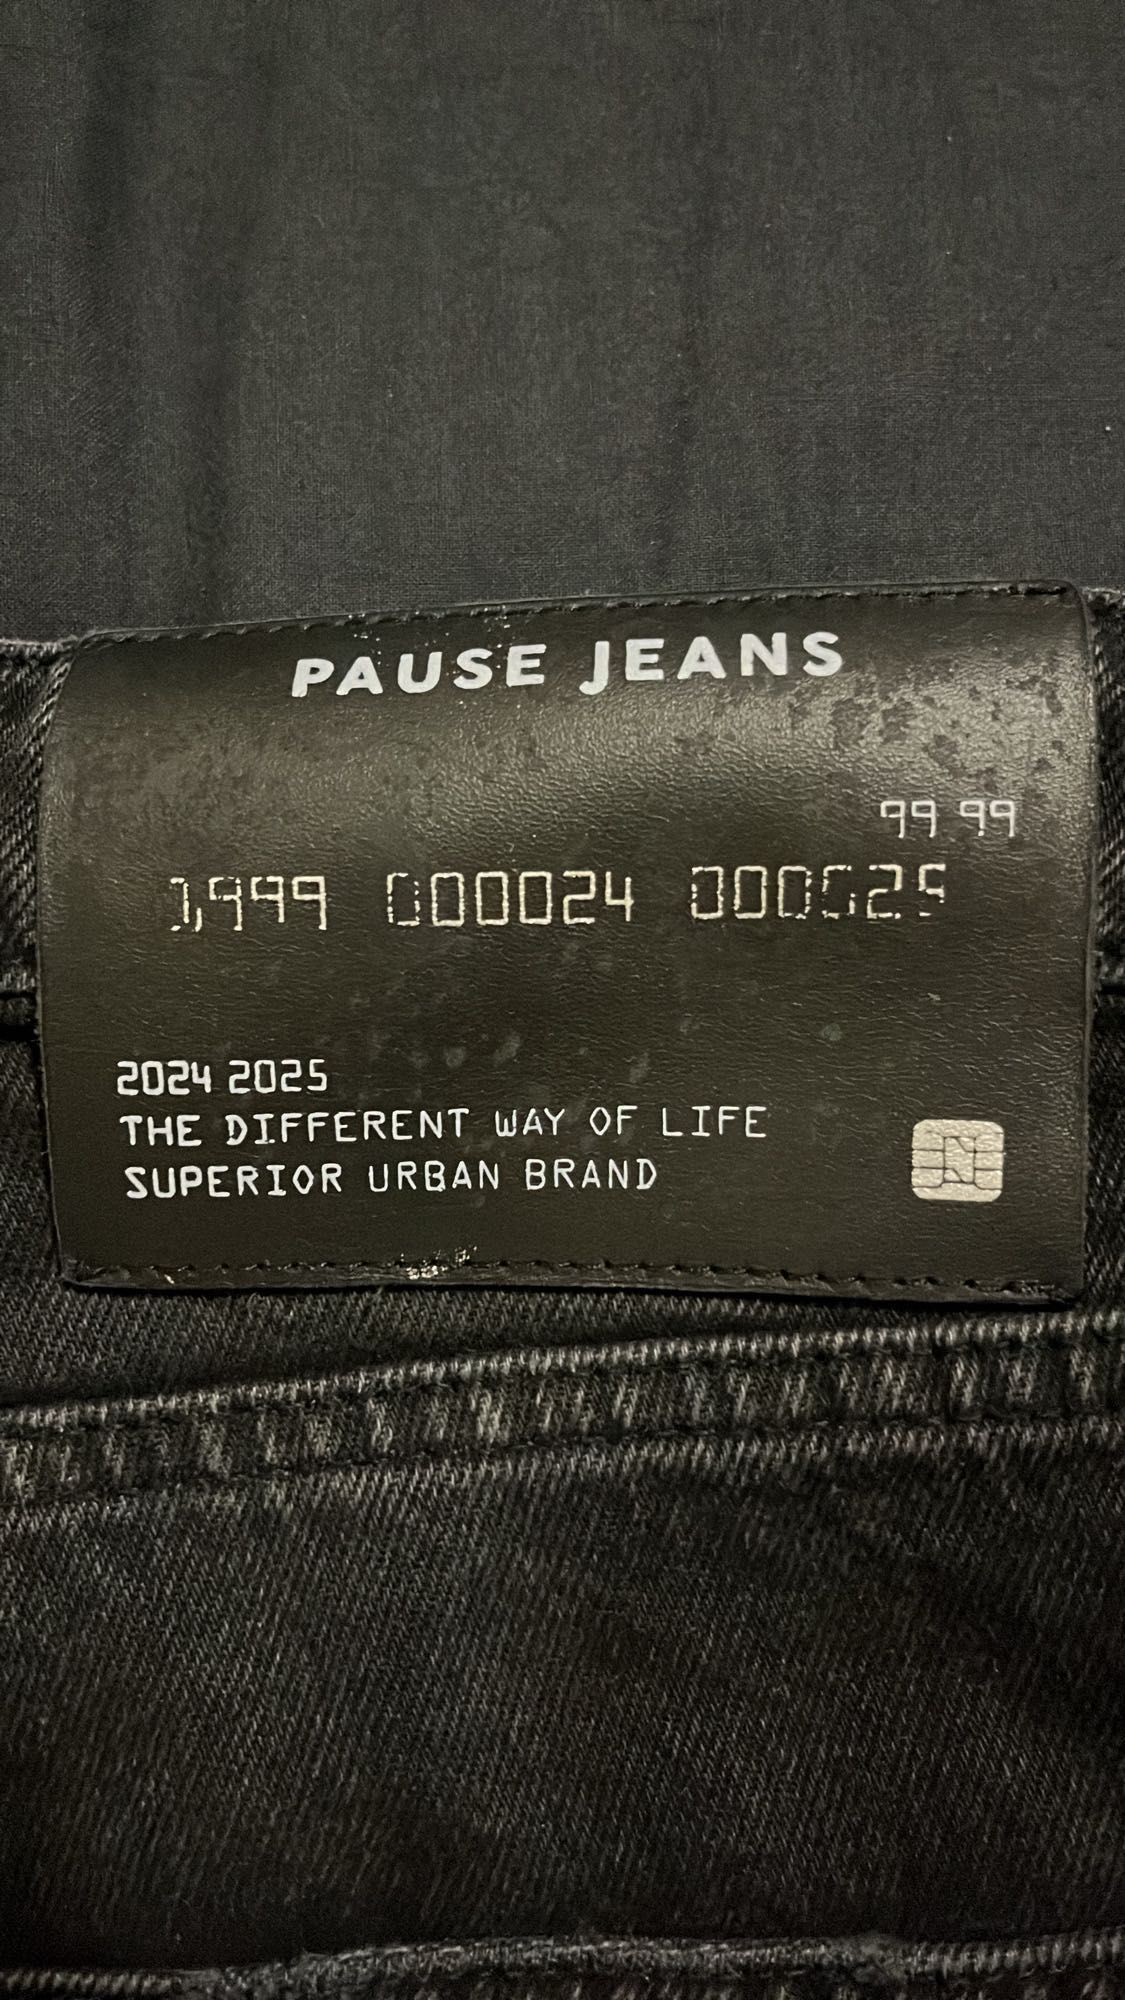 PAUSE JEANS
99 99
1999 000024 000025
2024 2025
THE DIFFERENT WAY OF LIFE
SUPERIOR URBAN BRAND